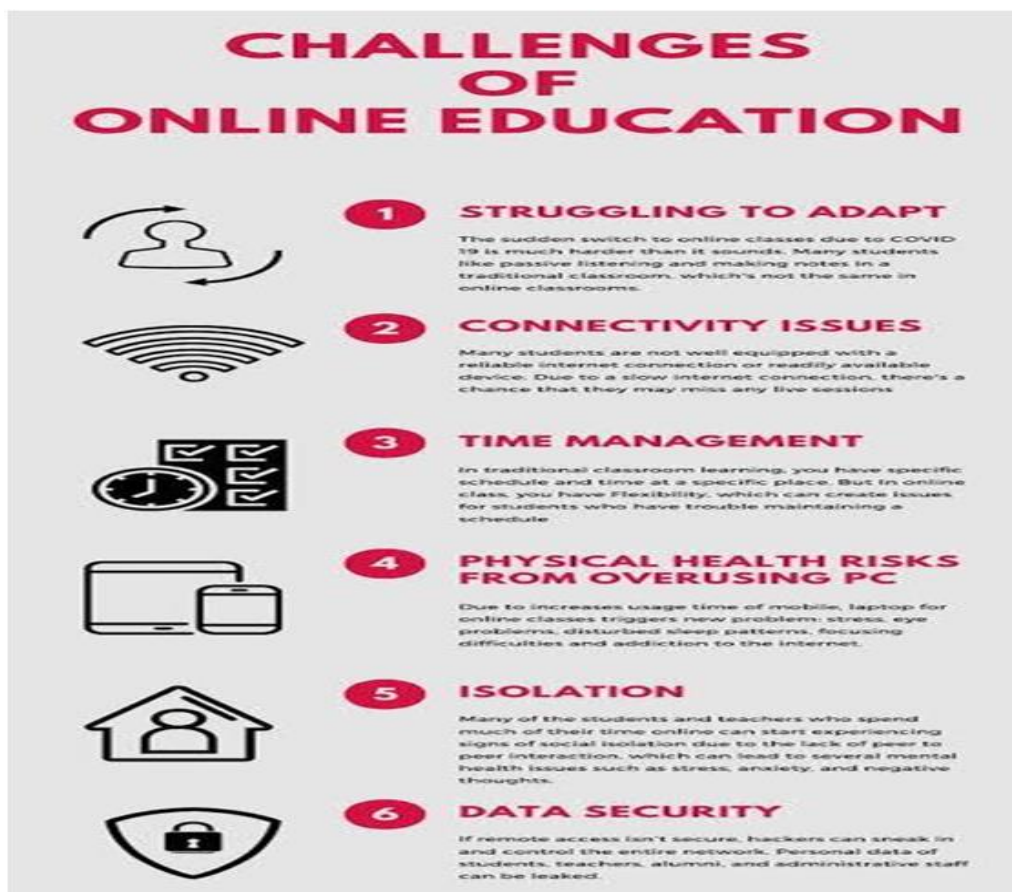 CHALLENGES
OF
ONLINE EDUCATION
1 STRUGGLING TO ADAPT
The sudden switch to online classes due to COVID
19 is much harder than it sounds. Many students
like passive listening and making notes in a
traditional classroom, which's not the same in
online classrooms.
2 CONNECTIVITY ISSUES
Many students are not well equipped with a
reliable internet connection or readily available
device. Due to a slow internet connection, there's a
chance that they may miss any live sessions
3 TIME MANAGEMENT
In traditional classroom learning, you have specific
schedule and time at a specific place. But In online
class, you have Flexibility, which can create issues
for students who have trouble maintaining a
schedule
4 PHYSICAL HEALTH RISKS
FROM OVERUSING PC
Due to increases usage time of mobile, laptop for
online classes triggers new problem: stress, eye
problems, disturbed sleep patterns, focusing
difficulties and addiction to the internet.
5 ISOLATION
Many of the students and teachers who spend
much of their time online can start experiencing
signs of social isolation due to the lack of peer to
peer interaction, which can lead to several mental
health issues such as stress, anxiety, and negative
thoughts.
6 DATA SECURITY
If remote access isn't secure, hackers can sneak in
and control the entire network. Personal data of
students, teachers, alumni, and administrative staff
can be leaked.